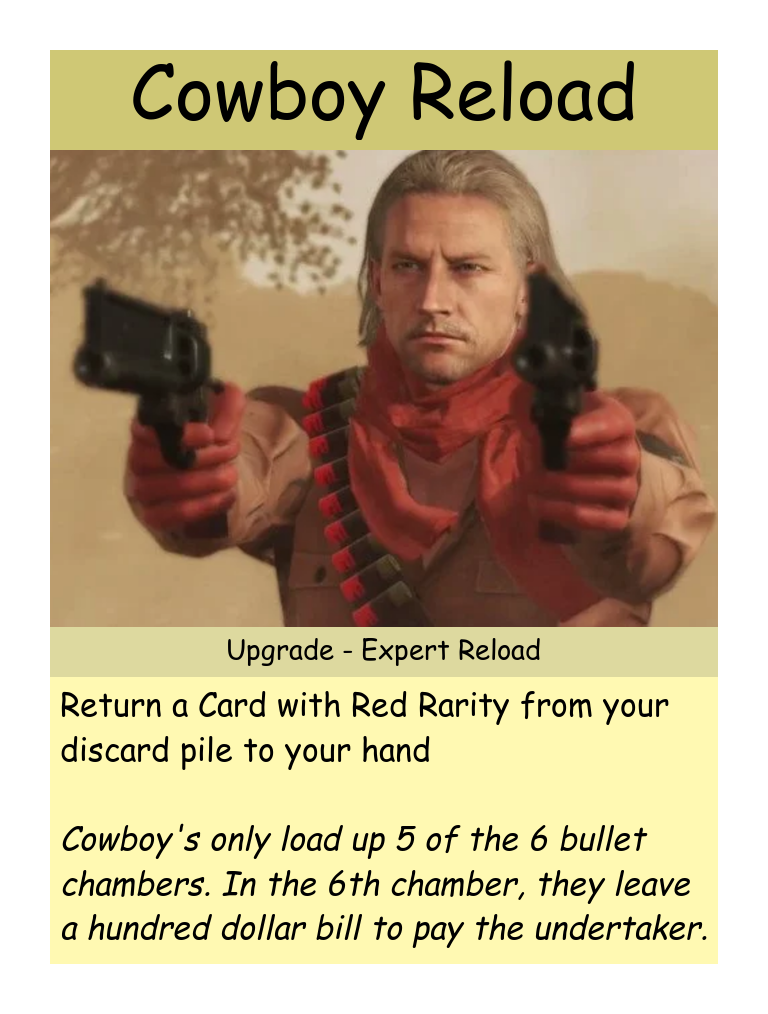 Cowboy Reload
Upgrade - Expert Reload
Return a Card with Red Rarity from your
discard pile to your hand
Cowboy's only load up 5 of the 6 bullet
chambers. In the 6th chamber, they leave
a hundred dollar bill to pay the undertaker.